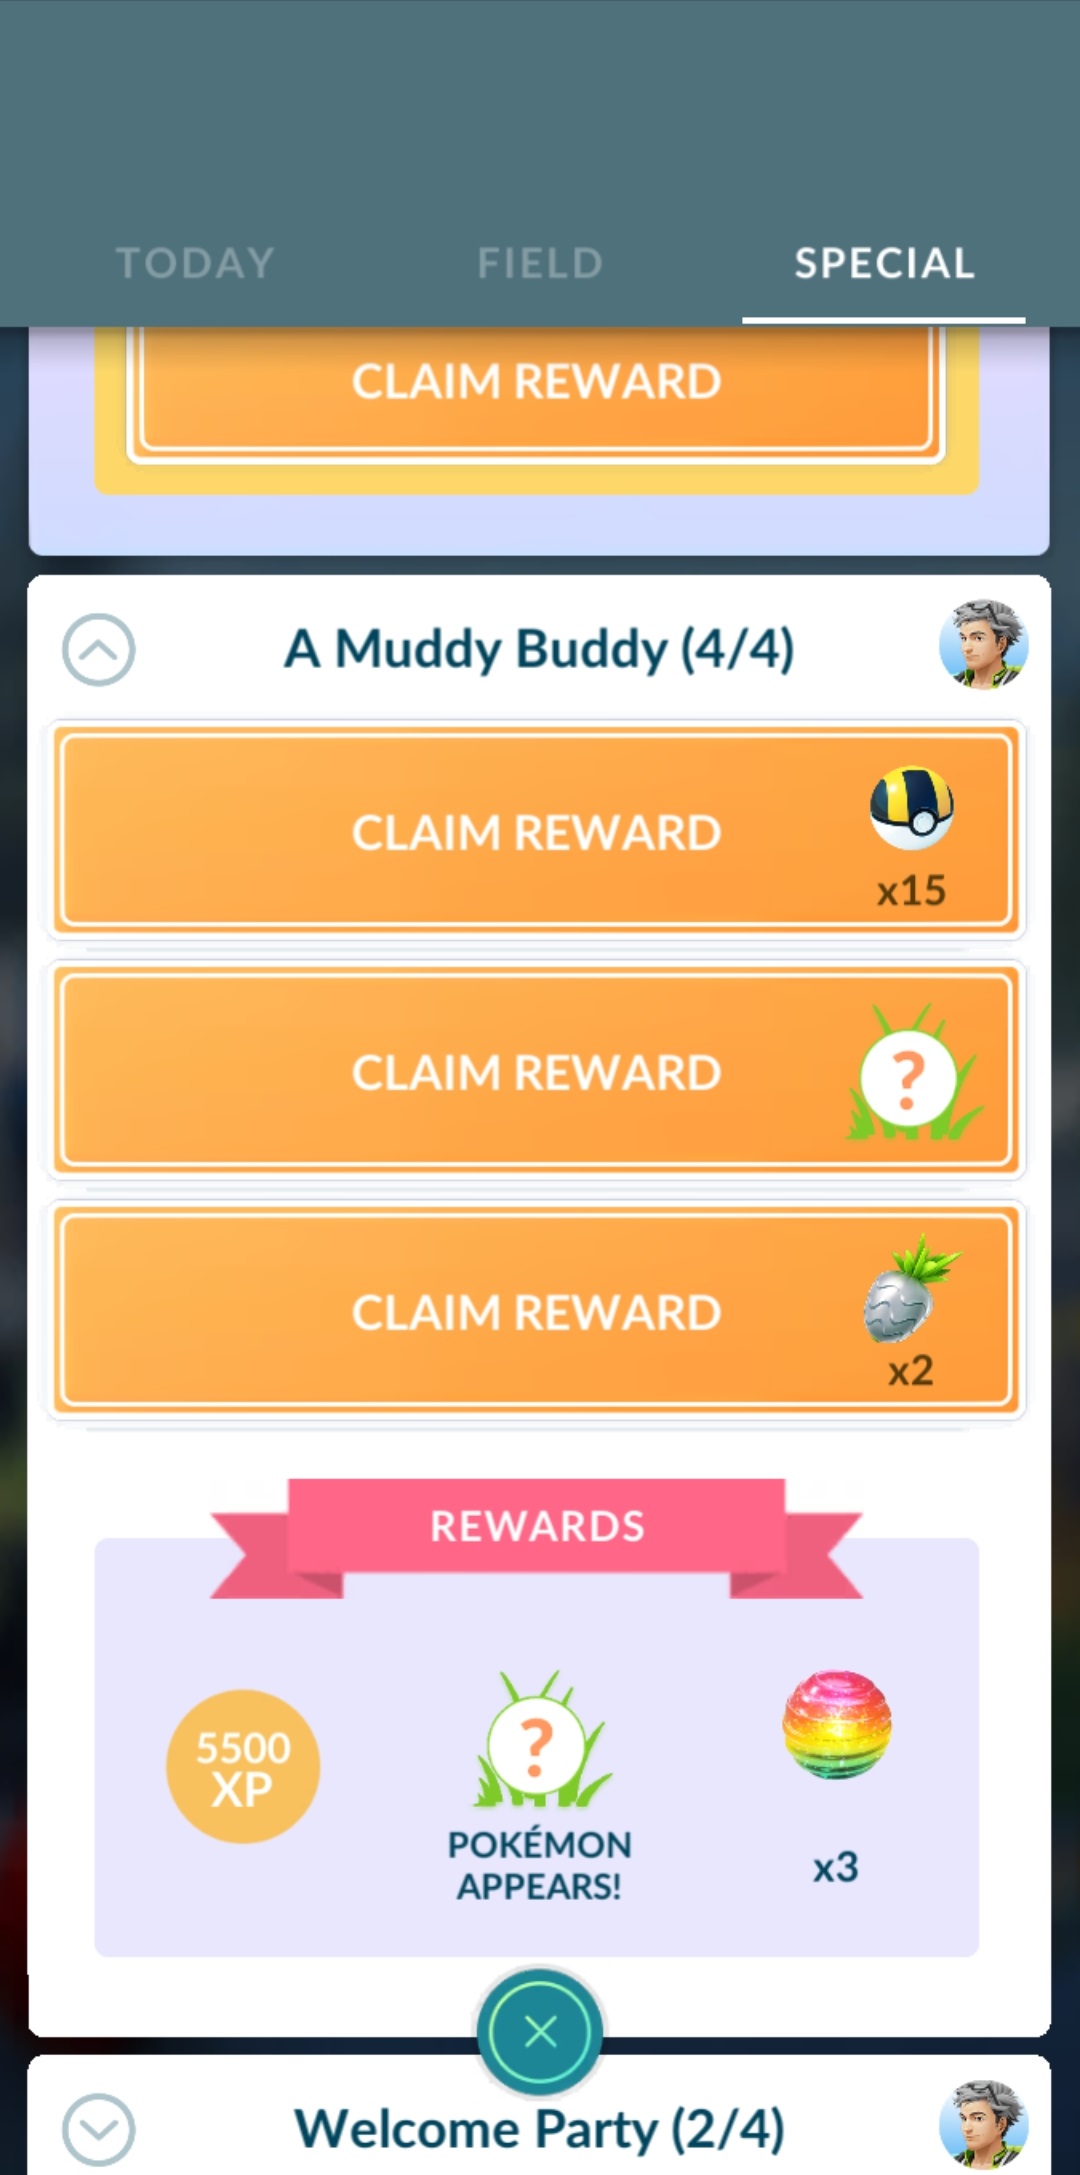 TODAY
FIELD
SPECIAL
CLAIM REWARD
A Muddy Buddy (4/4)
CLAIM REWARD
x15
CLAIM REWARD
?
CLAIM REWARD
x2
REWARDS
5500
XP
?
POKÉMON
APPEARS!
x3
Welcome Party (2/4)